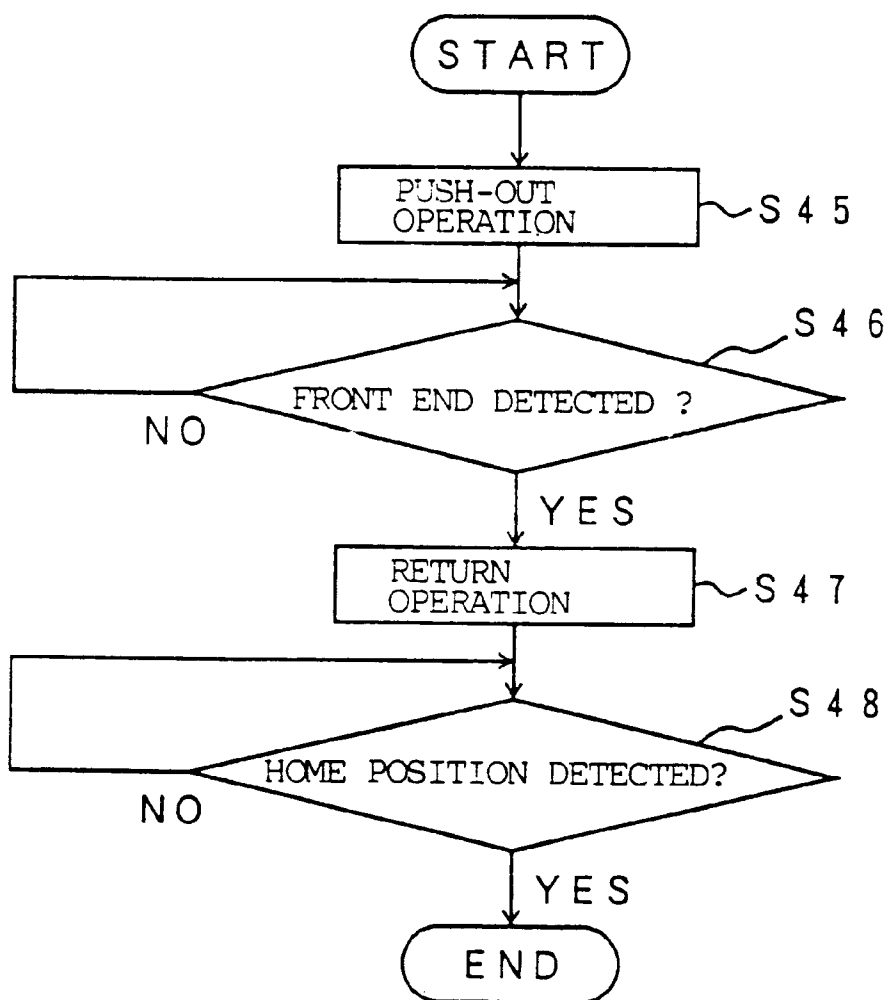 START
PUSH-OUT
OPERATION
S45
S46
FRONT END DETECTED ?
NO
YES
RETURN
OPERATION
S47
S48
HOME POSITION DETECTED?
NO
YES
END